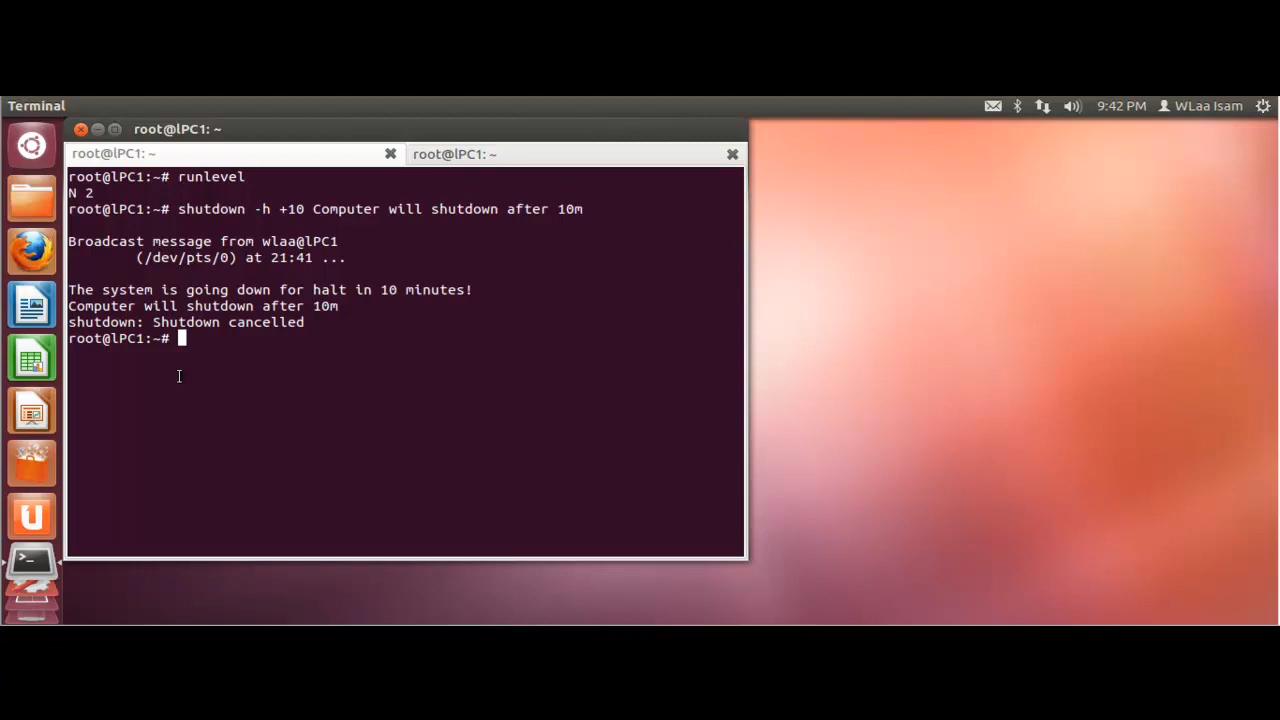 Terminal
9:42 PM WLaa Isam
root@lPC1: ~
root@lPC1: ~
root@lPC1: ~
root@lPC1:~# runlevel
N 2
root@lPC1:~# shutdown -h +10 Computer will shutdown after 10m
Broadcast message from wlaa@lPC1
(/dev/pts/0) at 21:41 ...
The system is going down for halt in 10 minutes!
Computer will shutdown after 10m
shutdown: Shutdown cancelled
root@lPC1:~#